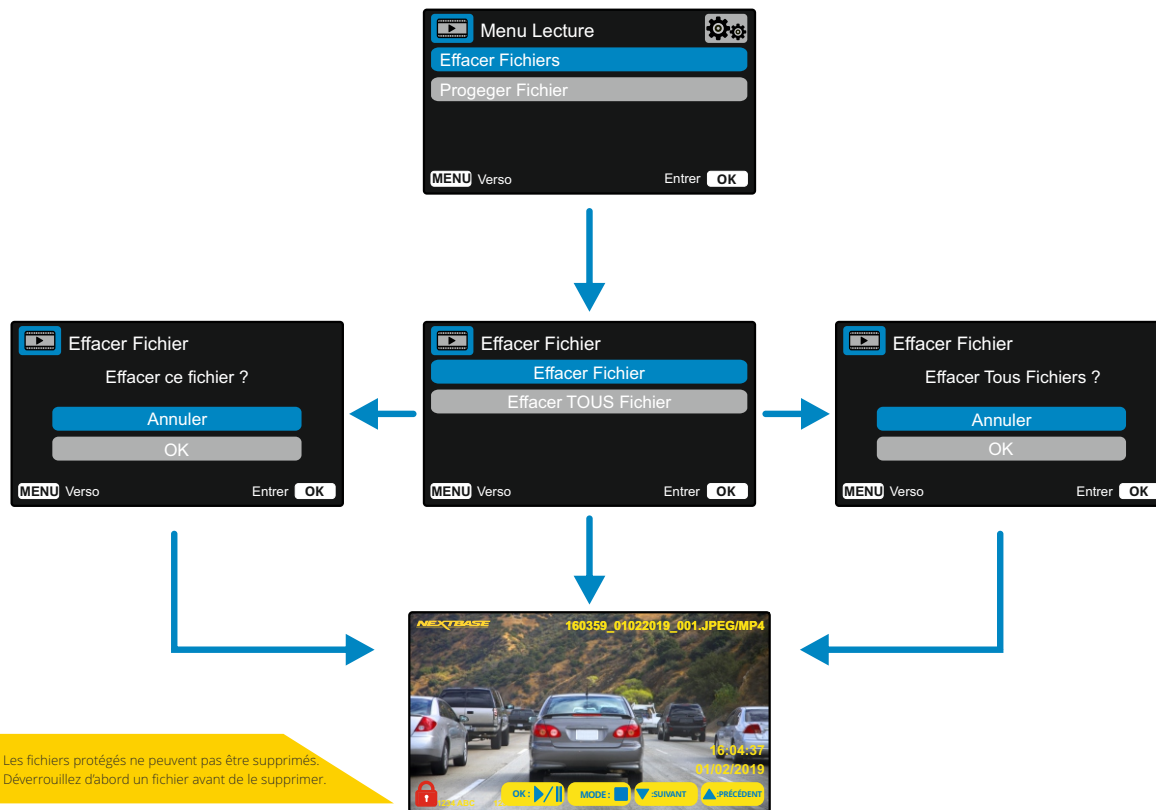 Menu Lecture
Effacer Fichiers
Progeger Fichier
MENU Verso
Entrer OK
Effacer Fichier
Effacer ce fichier ?
Annuler
OK
MENU Verso
Entrer OK
Effacer Fichier
Effacer Fichier
Effacer TOUS Fichier
MENU Verso
Entrer OK
Effacer Fichier
Effacer Tous Fichiers ?
Annuler
OK
MENU Verso
Entrer OK
NEXTBASE
160359_01022019_001.JPEG/MP4
16:04:37
01/02/2019
OK :
MODE :
:SUIVANT
:PRÉCÉDENT
Les fichiers protégés ne peuvent pas être supprimés.
Déverrouillez d'abord un fichier avant de le supprimer.